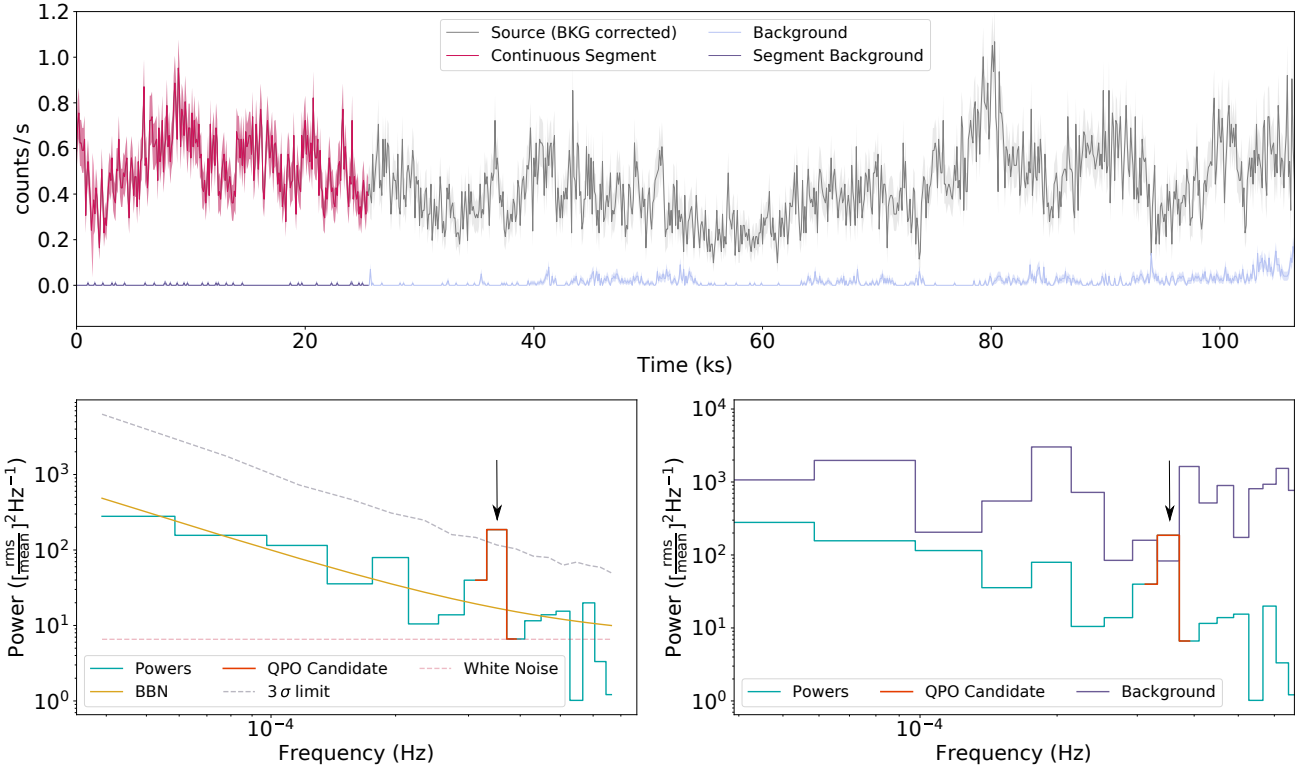 1.2
1.0
0.8
0.6
0.4
0.2
0.0
counts/s
Source (BKG corrected)
Continuous Segment
Background
Segment Background
0 20 40 60 80 100
Time (ks)
10³
10²
10¹
10⁰
Power ([rms/mean]²Hz⁻¹)
Powers
BBN
QPO Candidate
3 σ limit
White Noise
10⁻⁴
Frequency (Hz)
10⁴
10³
10²
10¹
10⁰
Power ([rms/mean]²Hz⁻¹)
Powers
QPO Candidate
Background
10⁻⁴
Frequency (Hz)